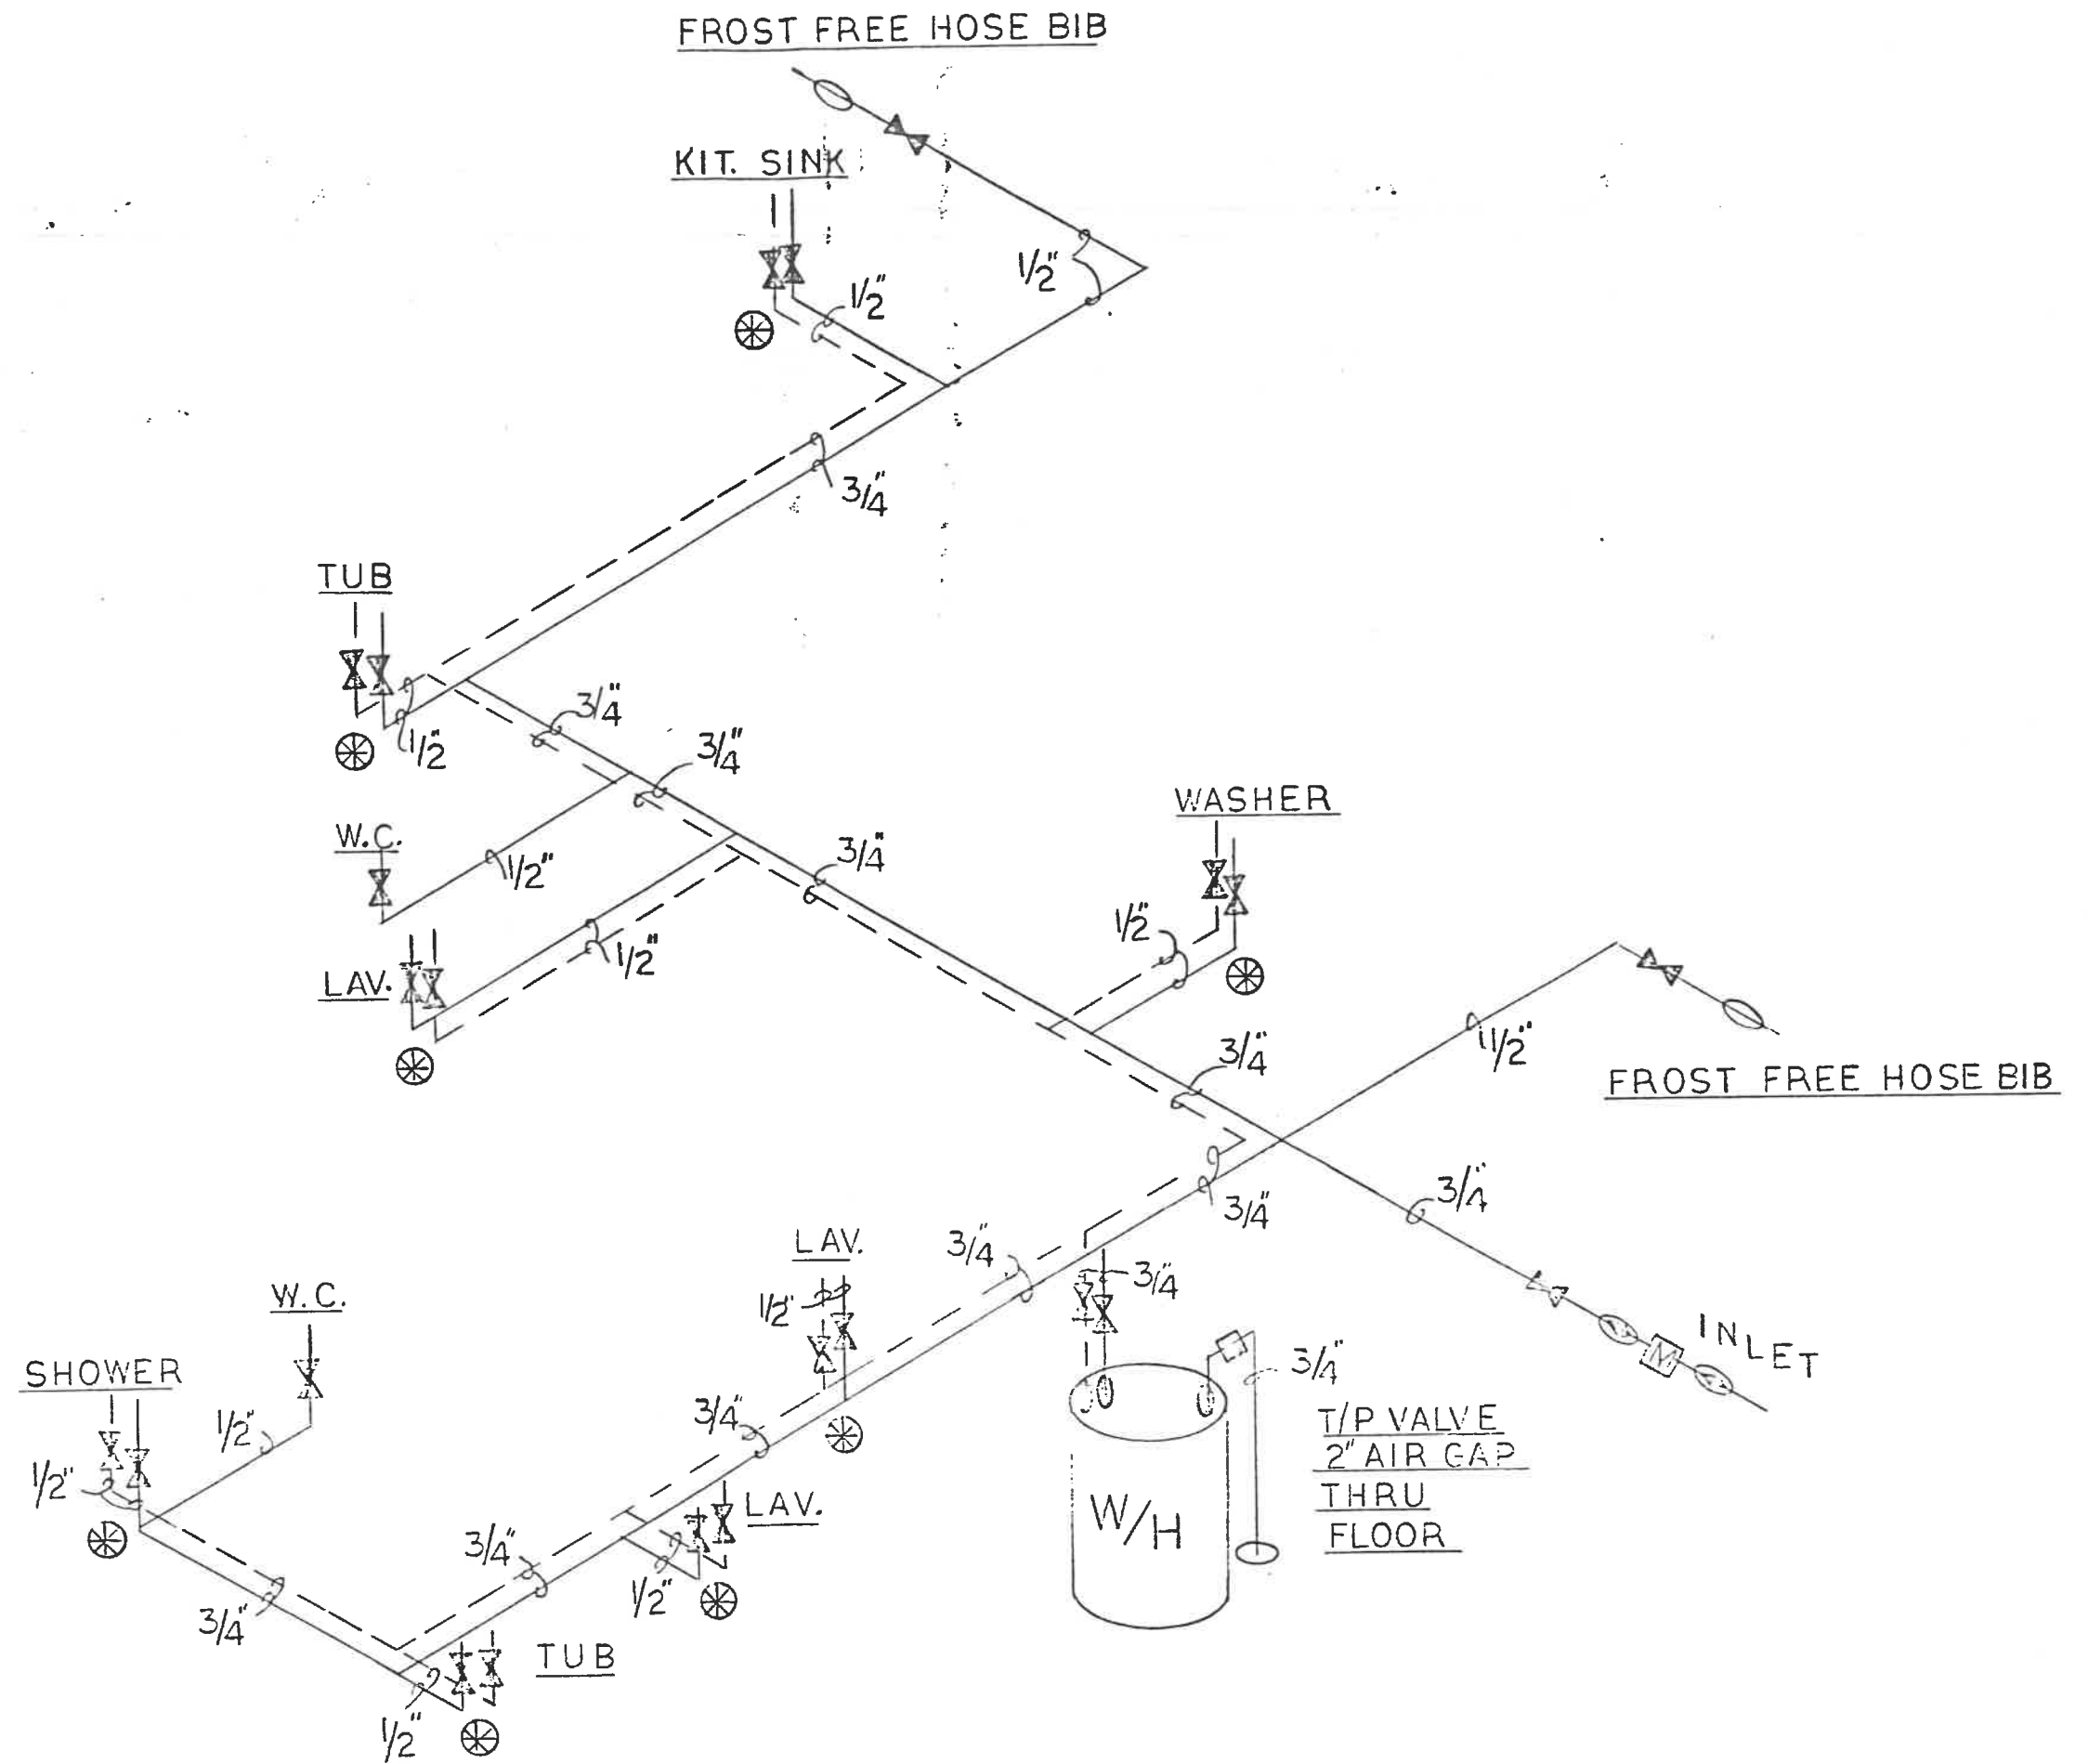 FROST FREE HOSE BIB
KIT. SINK
1/2"
1/2"
3/4"
TUB
3/4"
1/2"
3/4"
WASHER
W.C.
3/4"
1/2"
1/2"
1/2"
LAV.
1/2"
3/4"
FROST FREE HOSE BIB
3/4"
3/4"
LAV.
3/4"
3/4"
W.C.
1/2"
INLET
SHOWER
3/4"
T/P VALVE
2" AIR GAP
THRU
FLOOR
3/4"
1/2"
1/2"
W/H
LAV.
3/4"
1/2"
3/4"
TUB
1/2"
M